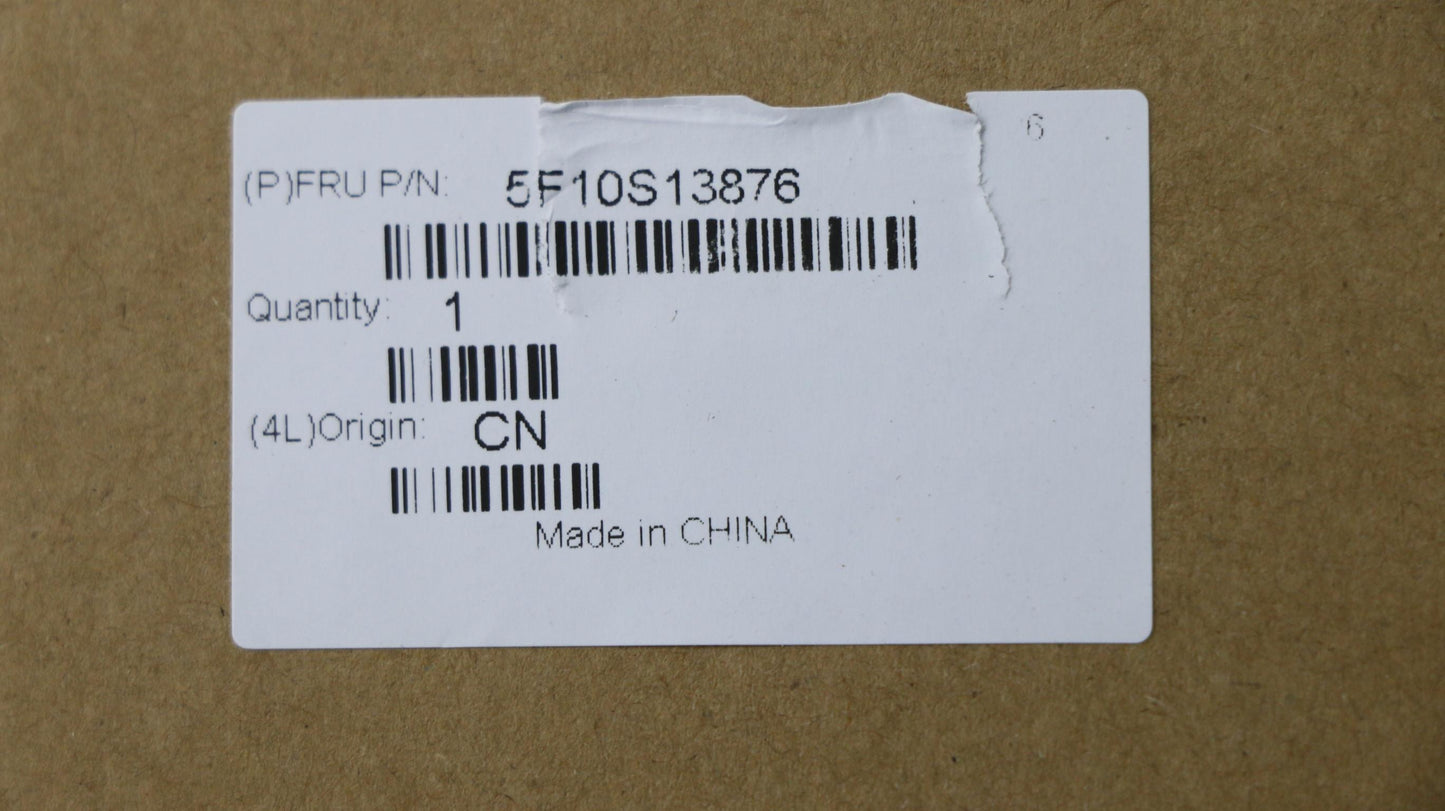 6
(P)FRU P/N: 5F10S13876
Quantity: 1
(4L)Origin: CN
Made in CHINA